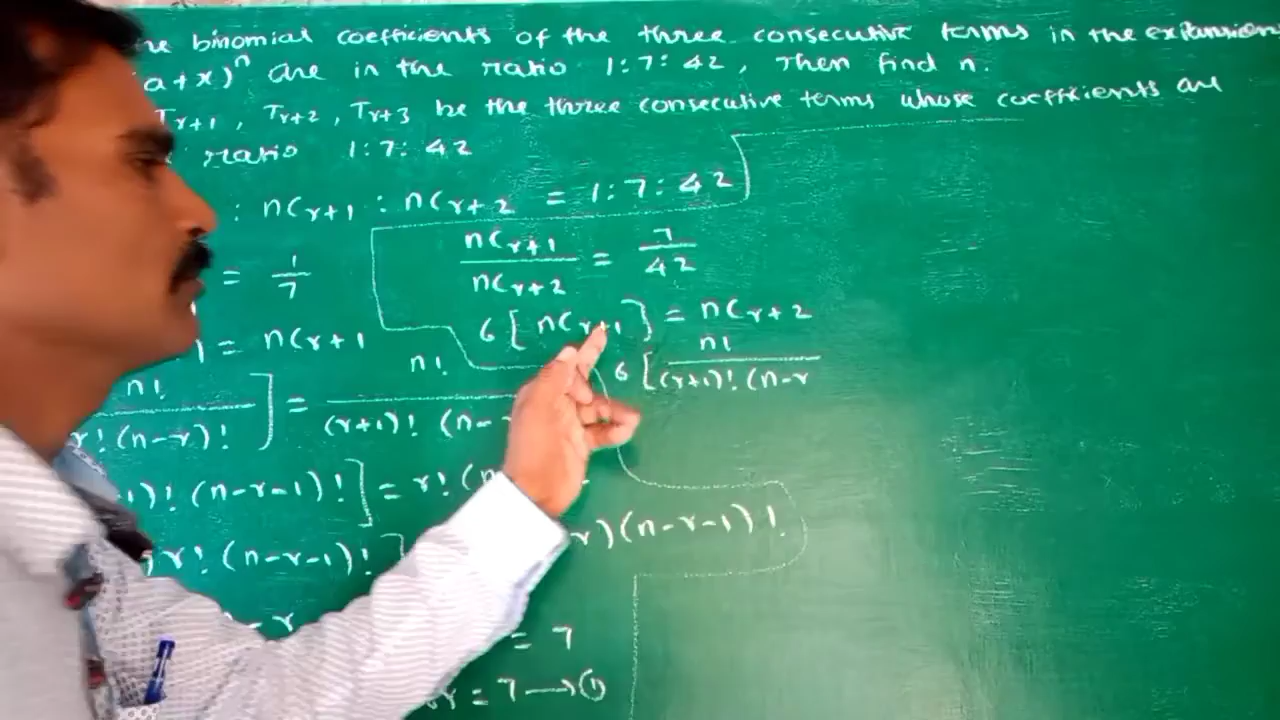 binomial coefficients of the three consecutive terms in the expansion
a+x)^n are in the ratio 1:7:42, Then find n.
Tr+1, Tr+2, Tr+3 be the three consecutive terms whose coefficients are
ratio 1:7:42
: nCr+1 : nCr+2 = 1:7:42
= 1/7
= nCr+1
n! / r!(n-r)! ] = n! / (r+1)! (n-
)! (n-r-1)! ] = r! (n
r! (n-r-1)! ] r)(n-r-1)!
-r = 7
r = 7 → ①
nCr+1 / nCr+2 = 7/42
6[nCr+1] = nCr+2
6[ n! / (r+1)! (n-r